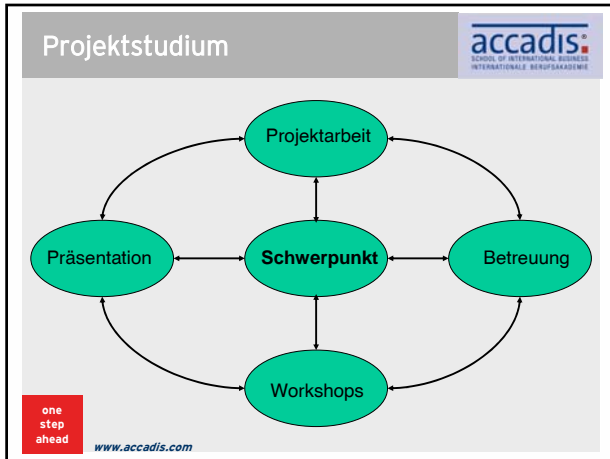 Projektstudium
accadis:
SCHOOL OF INTERNATIONAL BUSINESS
INTERNATIONALE BERUFSAKADEMIE
Projektarbeit
Präsentation
Schwerpunkt
Betreuung
Workshops
one
step
ahead
www.accadis.com